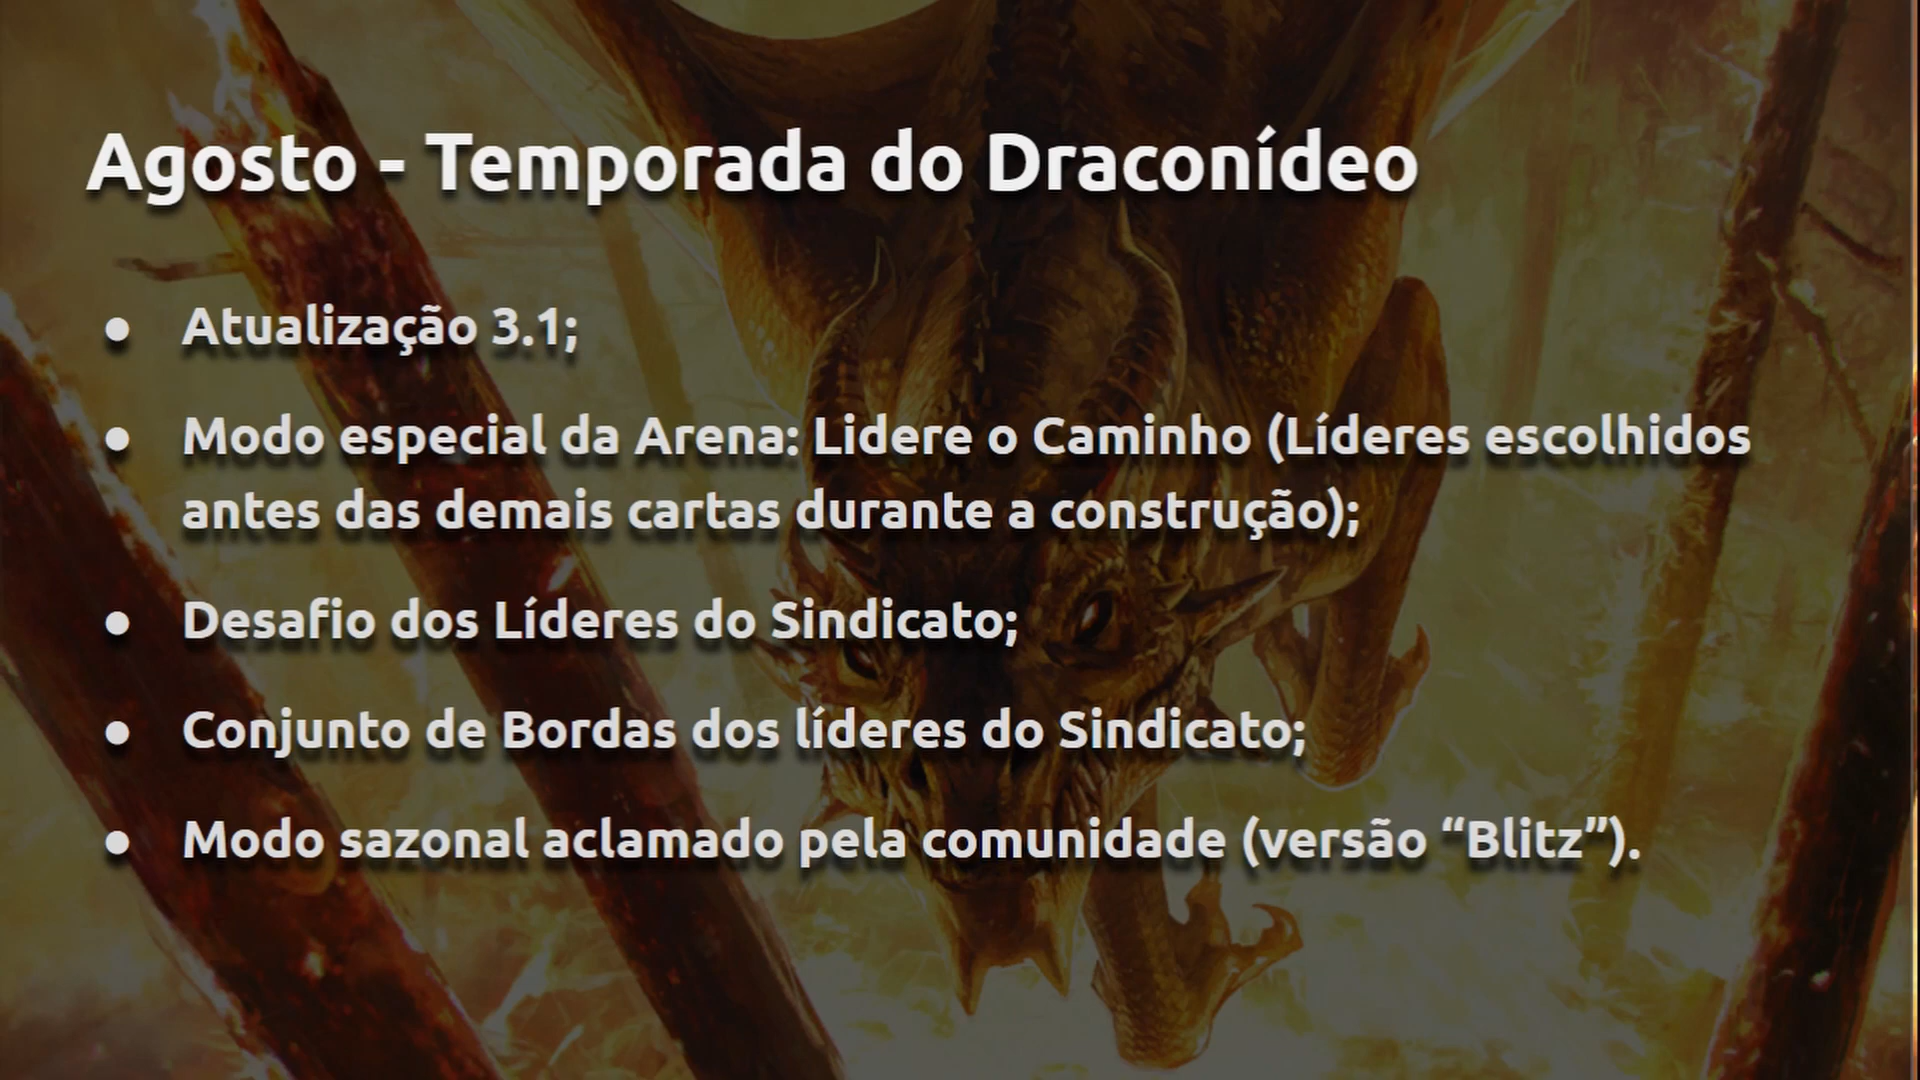 Agosto - Temporada do Draconídeo
● Atualização 3.1;
● Modo especial da Arena: Lidere o Caminho (Líderes escolhidos
antes das demais cartas durante a construção);
● Desafio dos Líderes do Sindicato;
● Conjunto de Bordas dos líderes do Sindicato;
● Modo sazonal aclamado pela comunidade (versão “Blitz”).